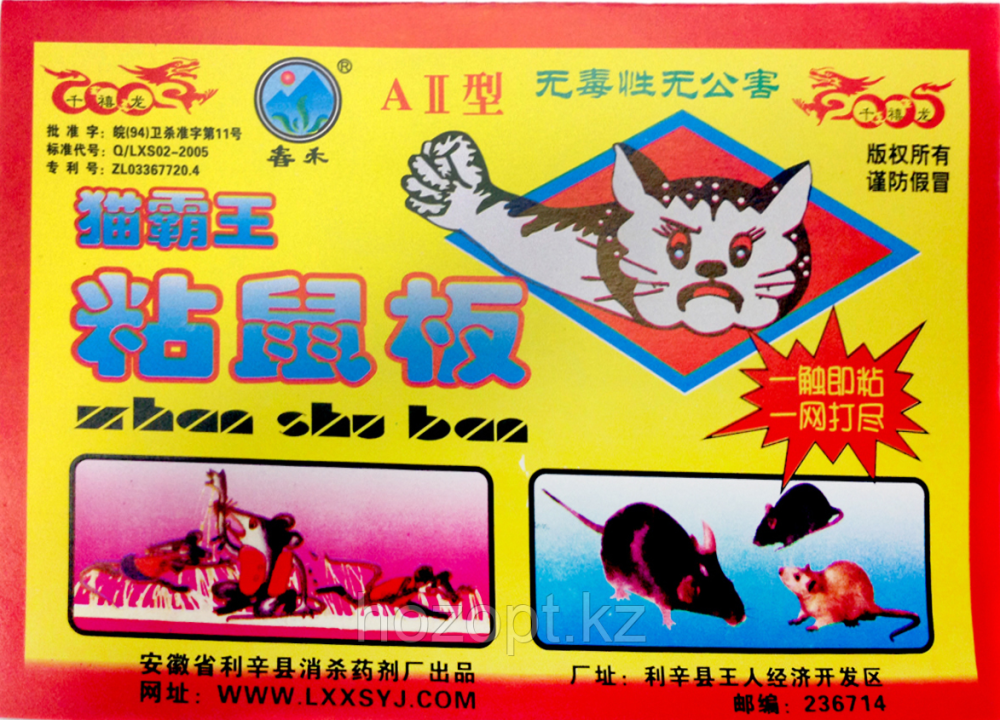 千禧龙
批 准 字：皖(94)卫杀准字第11号
标准代号：Q/LXS02-2005
专 利 号：ZL03367720.4
®
喜禾
AⅡ型
无毒性无公害
千禧龙
版权所有
谨防假冒
猫霸王
粘鼠板
zhan shu ban
一触即粘
一网打尽
hozopt.kz
安徽省利辛县消杀药剂厂出品
网址：WWW.LXXSYJ.COM
厂址：利辛县王人经济开发区
邮编：236714